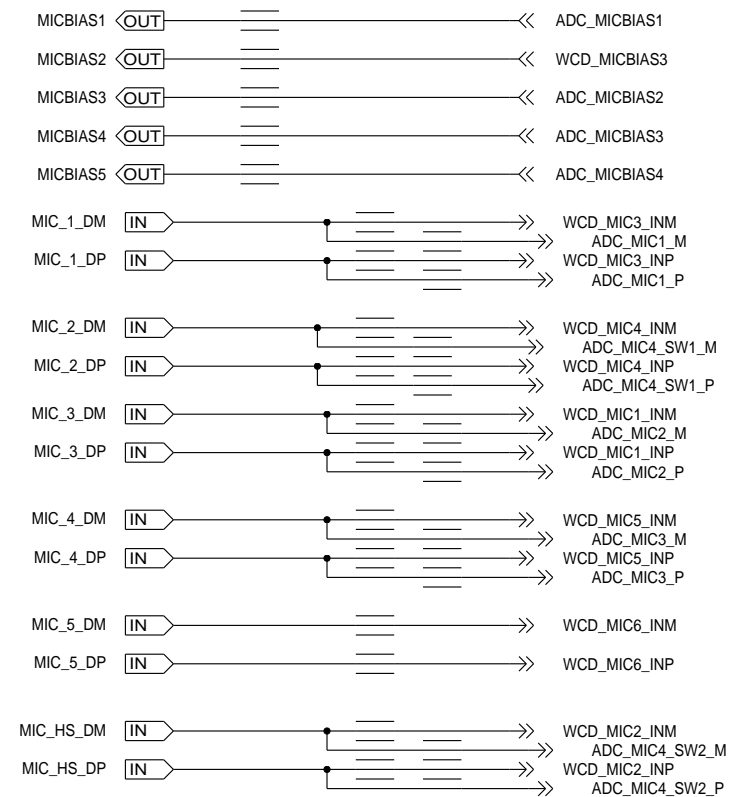 MICBIAS1 OUT ADC_MICBIAS1
MICBIAS2 OUT WCD_MICBIAS3
MICBIAS3 OUT ADC_MICBIAS2
MICBIAS4 OUT ADC_MICBIAS3
MICBIAS5 OUT ADC_MICBIAS4
MIC_1_DM IN WCD_MIC3_INM
ADC_MIC1_M
MIC_1_DP IN WCD_MIC3_INP
ADC_MIC1_P
MIC_2_DM IN WCD_MIC4_INM
ADC_MIC4_SW1_M
MIC_2_DP IN WCD_MIC4_INP
ADC_MIC4_SW1_P
MIC_3_DM IN WCD_MIC1_INM
ADC_MIC2_M
MIC_3_DP IN WCD_MIC1_INP
ADC_MIC2_P
MIC_4_DM IN WCD_MIC5_INM
ADC_MIC3_M
MIC_4_DP IN WCD_MIC5_INP
ADC_MIC3_P
MIC_5_DM IN WCD_MIC6_INM
MIC_5_DP IN WCD_MIC6_INP
MIC_HS_DM IN WCD_MIC2_INM
ADC_MIC4_SW2_M
MIC_HS_DP IN WCD_MIC2_INP
ADC_MIC4_SW2_P